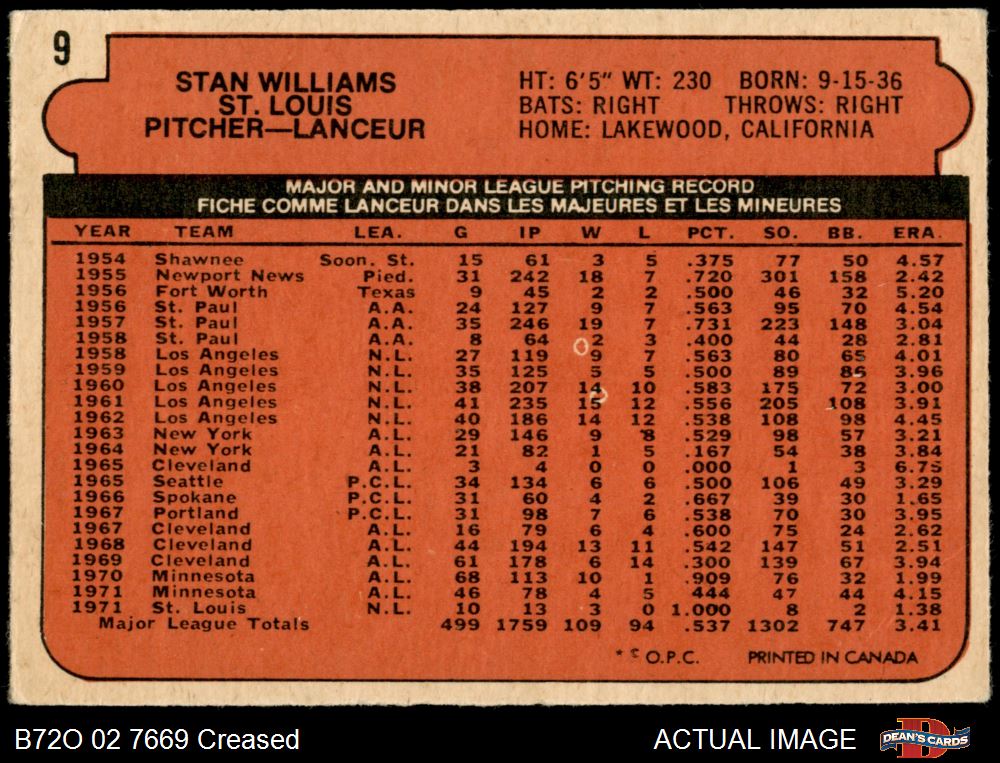 9
STAN WILLIAMS
ST. LOUIS
PITCHER—LANCEUR
HT: 6'5" WT: 230 BORN: 9-15-36
BATS: RIGHT THROWS: RIGHT
HOME: LAKEWOOD, CALIFORNIA
MAJOR AND MINOR LEAGUE PITCHING RECORD
FICHE COMME LANCEUR DANS LES MAJEURES ET LES MINEURES
YEAR TEAM LEA. G IP W L PCT. SO. BB. ERA.
1954 Shawnee Soon. St. 15 61 3 5 .375 77 50 4.57
1955 Newport News Pied. 31 242 18 7 .720 301 158 2.42
1956 Fort Worth Texas 9 45 2 2 .500 46 32 5.20
1956 St. Paul A.A. 24 127 9 7 .563 95 70 4.54
1957 St. Paul A.A. 35 246 19 7 .731 223 148 3.04
1958 St. Paul A.A. 8 64 2 3 .400 44 28 2.81
1958 Los Angeles N.L. 27 119 9 7 .563 80 65 4.01
1959 Los Angeles N.L. 35 125 5 5 .500 89 86 3.96
1960 Los Angeles N.L. 38 207 14 10 .583 175 72 3.00
1961 Los Angeles N.L. 41 235 15 12 .556 205 108 3.91
1962 Los Angeles N.L. 40 186 14 12 .538 108 98 4.45
1963 New York A.L. 29 146 9 8 .529 98 57 3.21
1964 New York A.L. 21 82 1 5 .167 54 38 3.84
1965 Cleveland A.L. 3 4 0 0 .000 1 3 6.75
1965 Seattle P.C.L. 34 134 6 6 .500 106 49 3.29
1966 Spokane P.C.L. 31 60 4 2 .667 39 30 1.65
1967 Portland P.C.L. 31 98 7 6 .538 70 30 3.95
1967 Cleveland A.L. 16 79 6 4 .600 75 24 2.62
1968 Cleveland A.L. 44 194 13 11 .542 147 51 2.51
1969 Cleveland A.L. 61 178 6 14 .300 139 67 3.94
1970 Minnesota A.L. 68 113 10 1 .909 76 32 1.99
1971 Minnesota A.L. 46 78 4 5 .444 47 44 4.15
1971 St. Louis N.L. 10 13 3 0 1.000 8 2 1.38
Major League Totals 499 1759 109 94 .537 1302 747 3.41
* © O.P.C. PRINTED IN CANADA
B72O 02 7669 Creased
ACTUAL IMAGE
D
DEAN'S CARDS